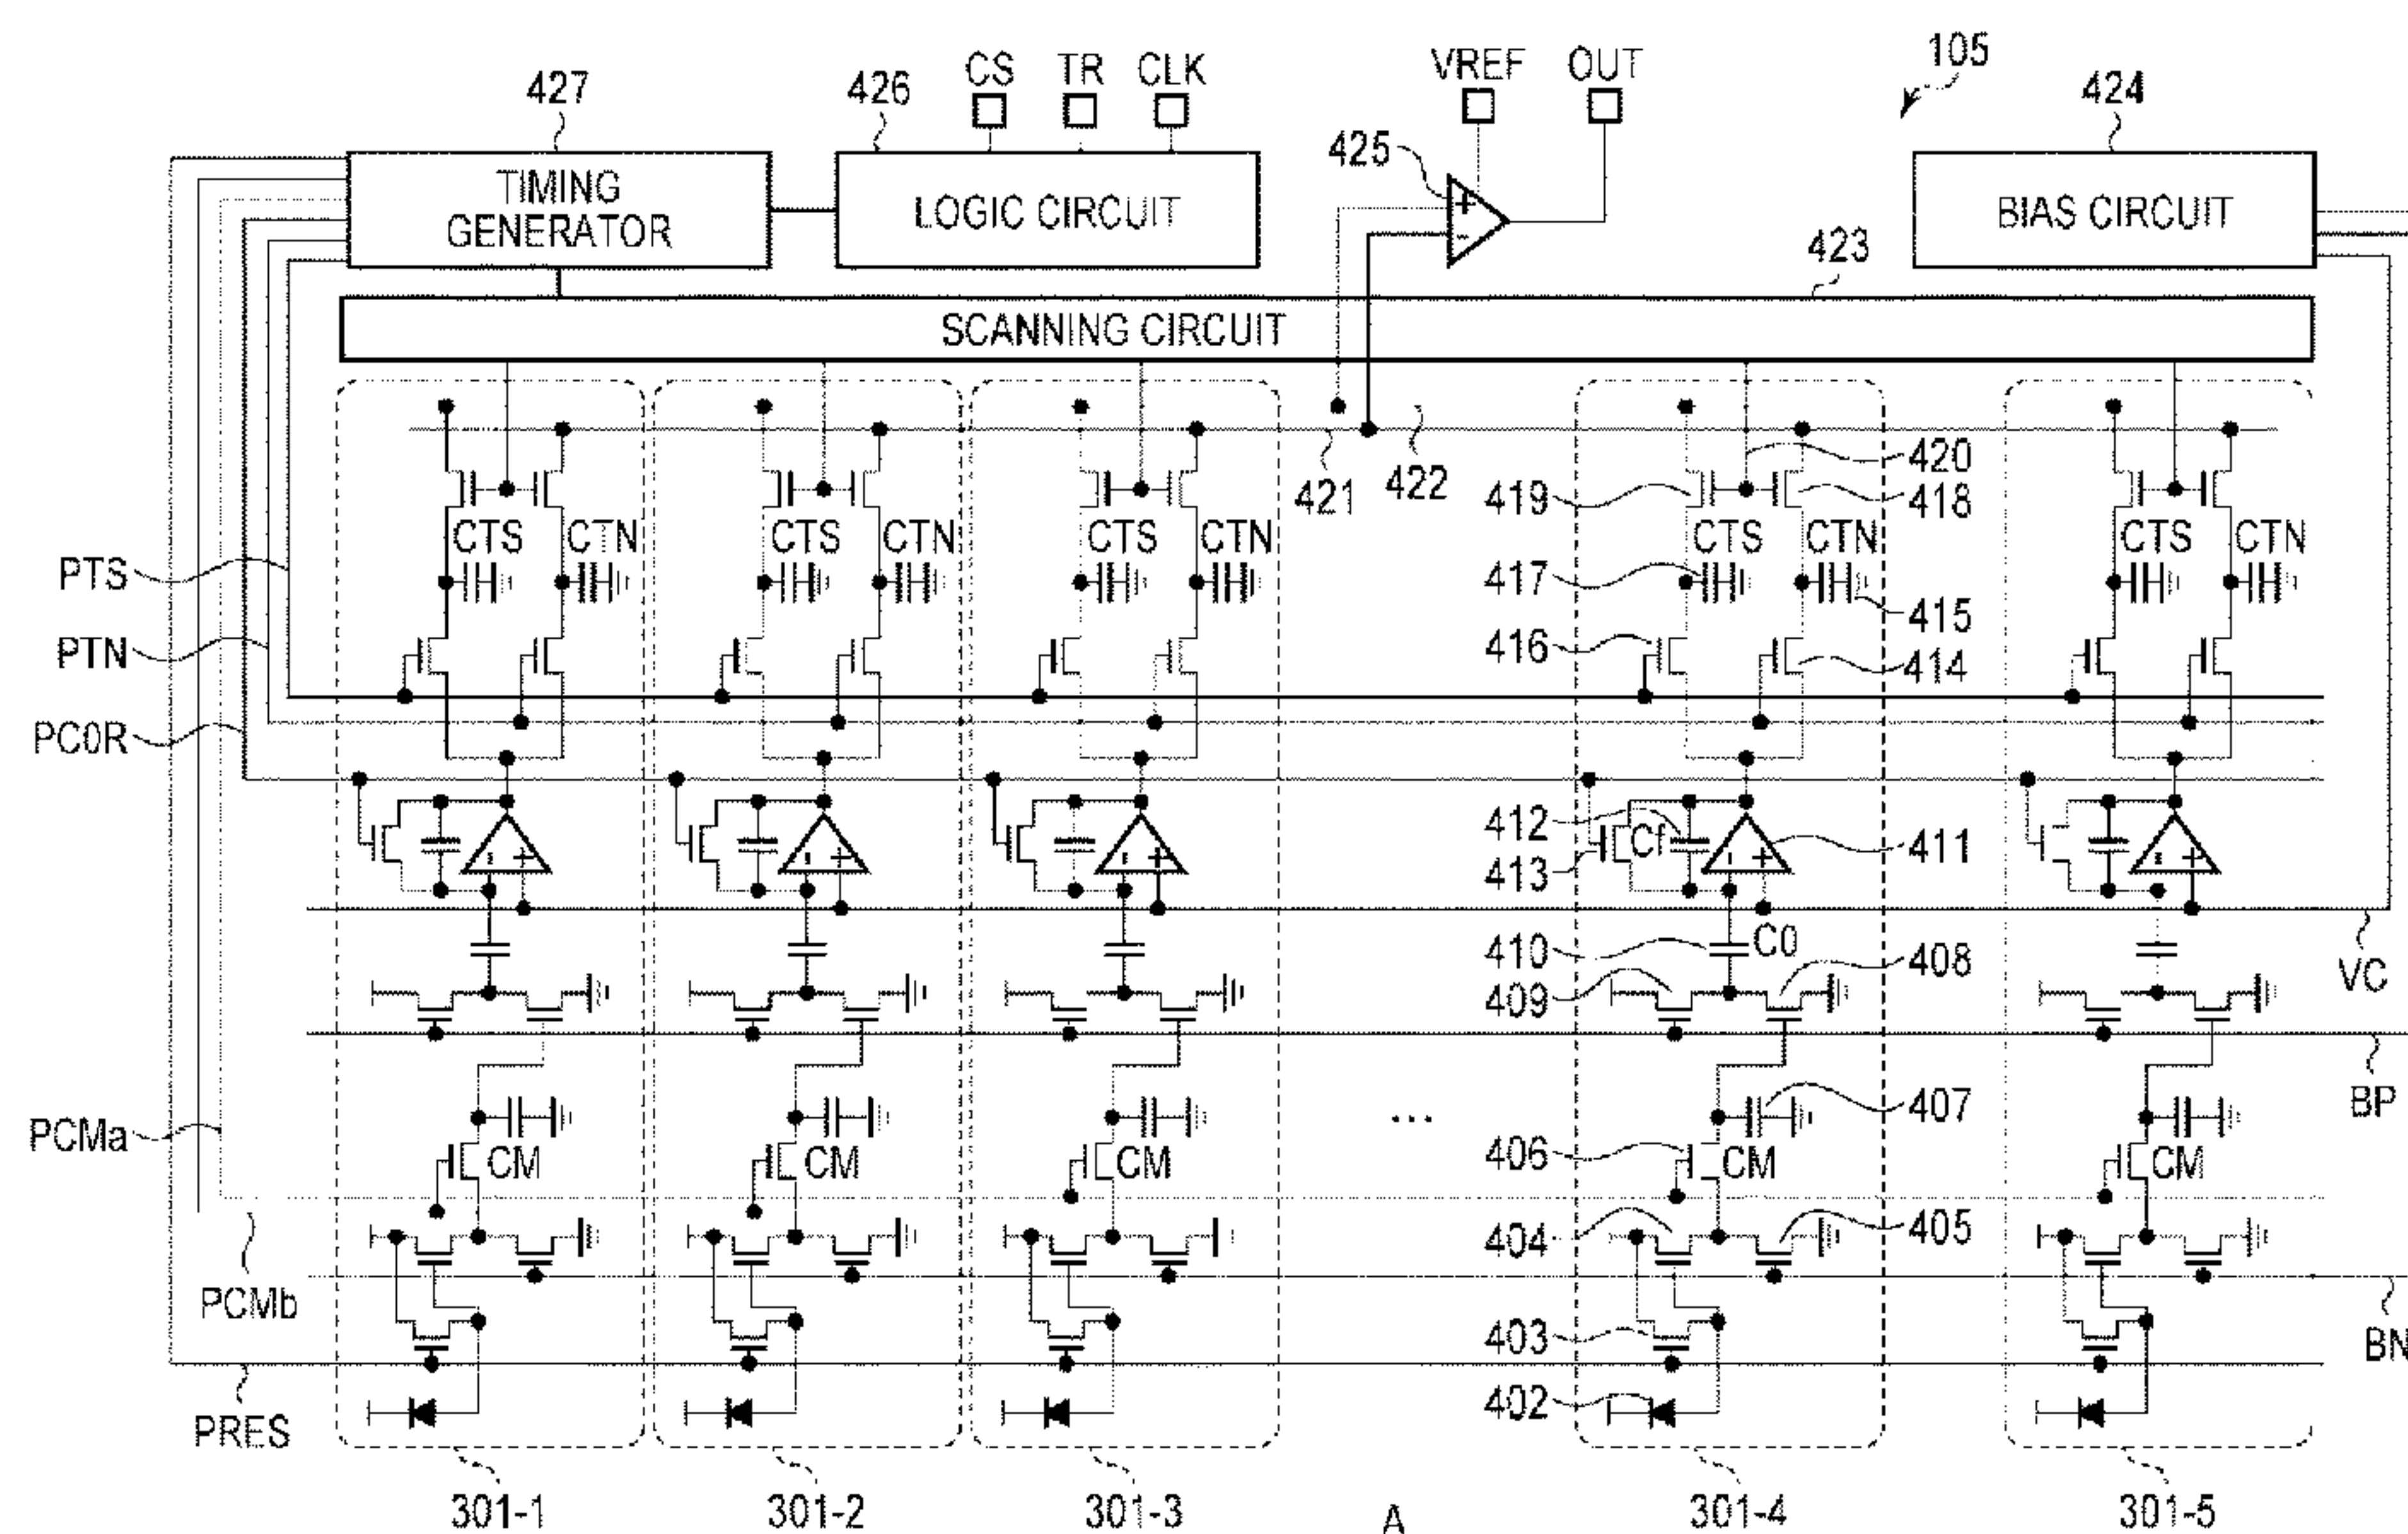 427
426
CS TR CLK
VREF OUT
105
424
TIMING
GENERATOR
LOGIC CIRCUIT
425
+
-
BIAS CIRCUIT
423
SCANNING CIRCUIT
421
422
420
419
418
CTS CTN
CTS CTN
CTS CTN
CTS CTN
CTS CTN
PTS
417
415
PTN
416
414
PC0R
412
Cf
411
413
- +
- +
- +
- +
- +
410
C0
408
409
VC
BP
407
PCMa
406
CM
CM
CM
...
CM
CM
404
405
PCMb
403
BN
402
PRES
301-1
301-2
301-3
A
301-4
301-5